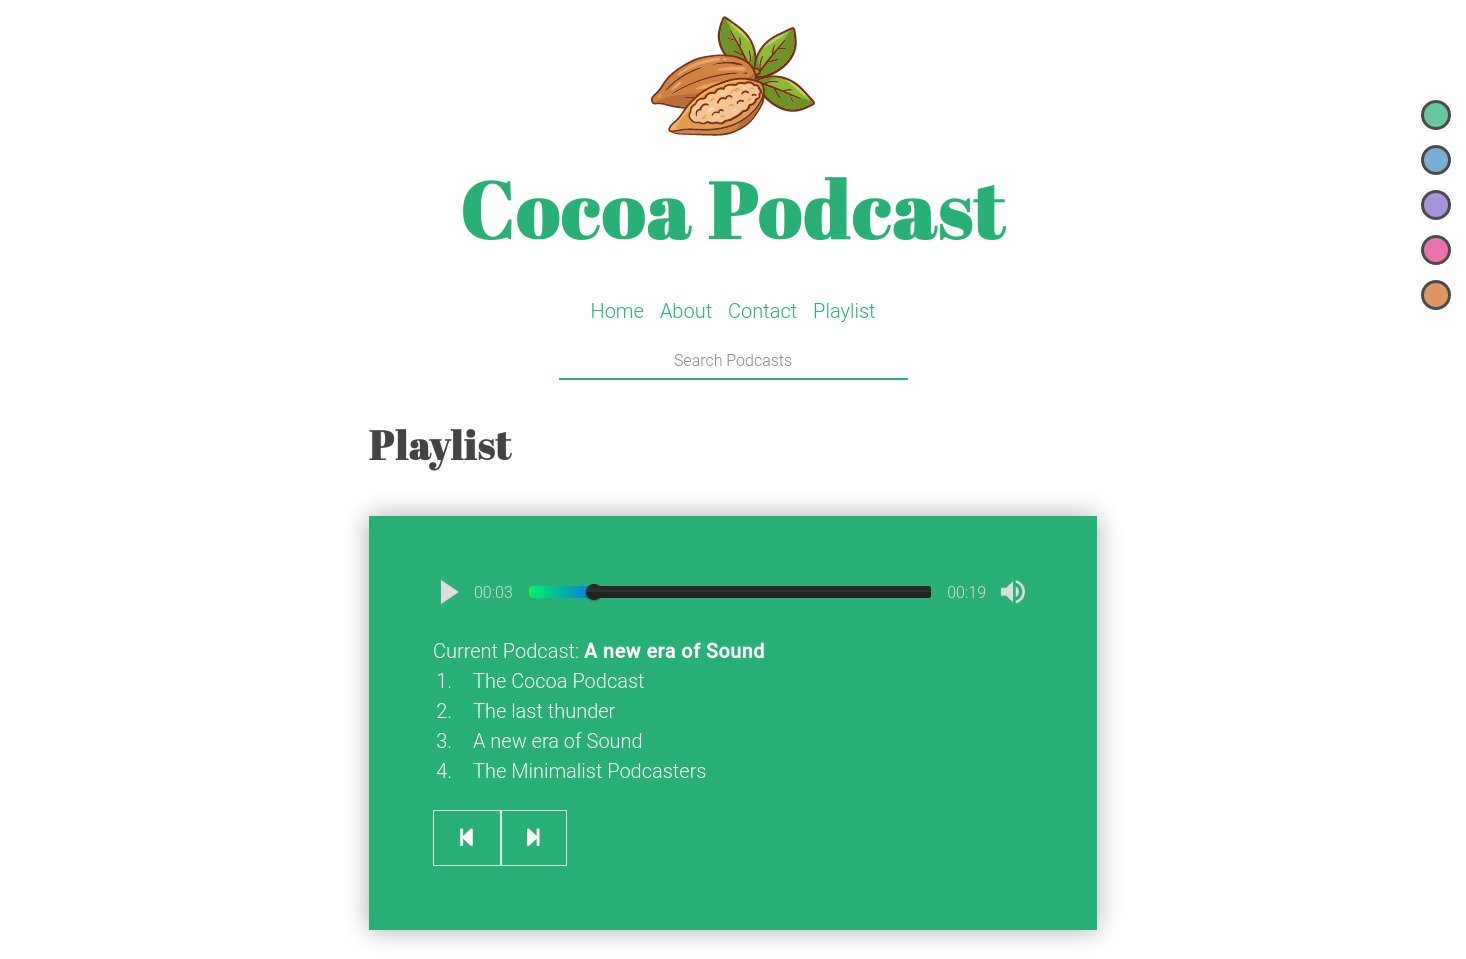 Cocoa Podcast
Home About Contact Playlist
Search Podcasts
Playlist
00:03 00:19
Current Podcast: A new era of Sound
1. The Cocoa Podcast
2. The last thunder
3. A new era of Sound
4. The Minimalist Podcasters